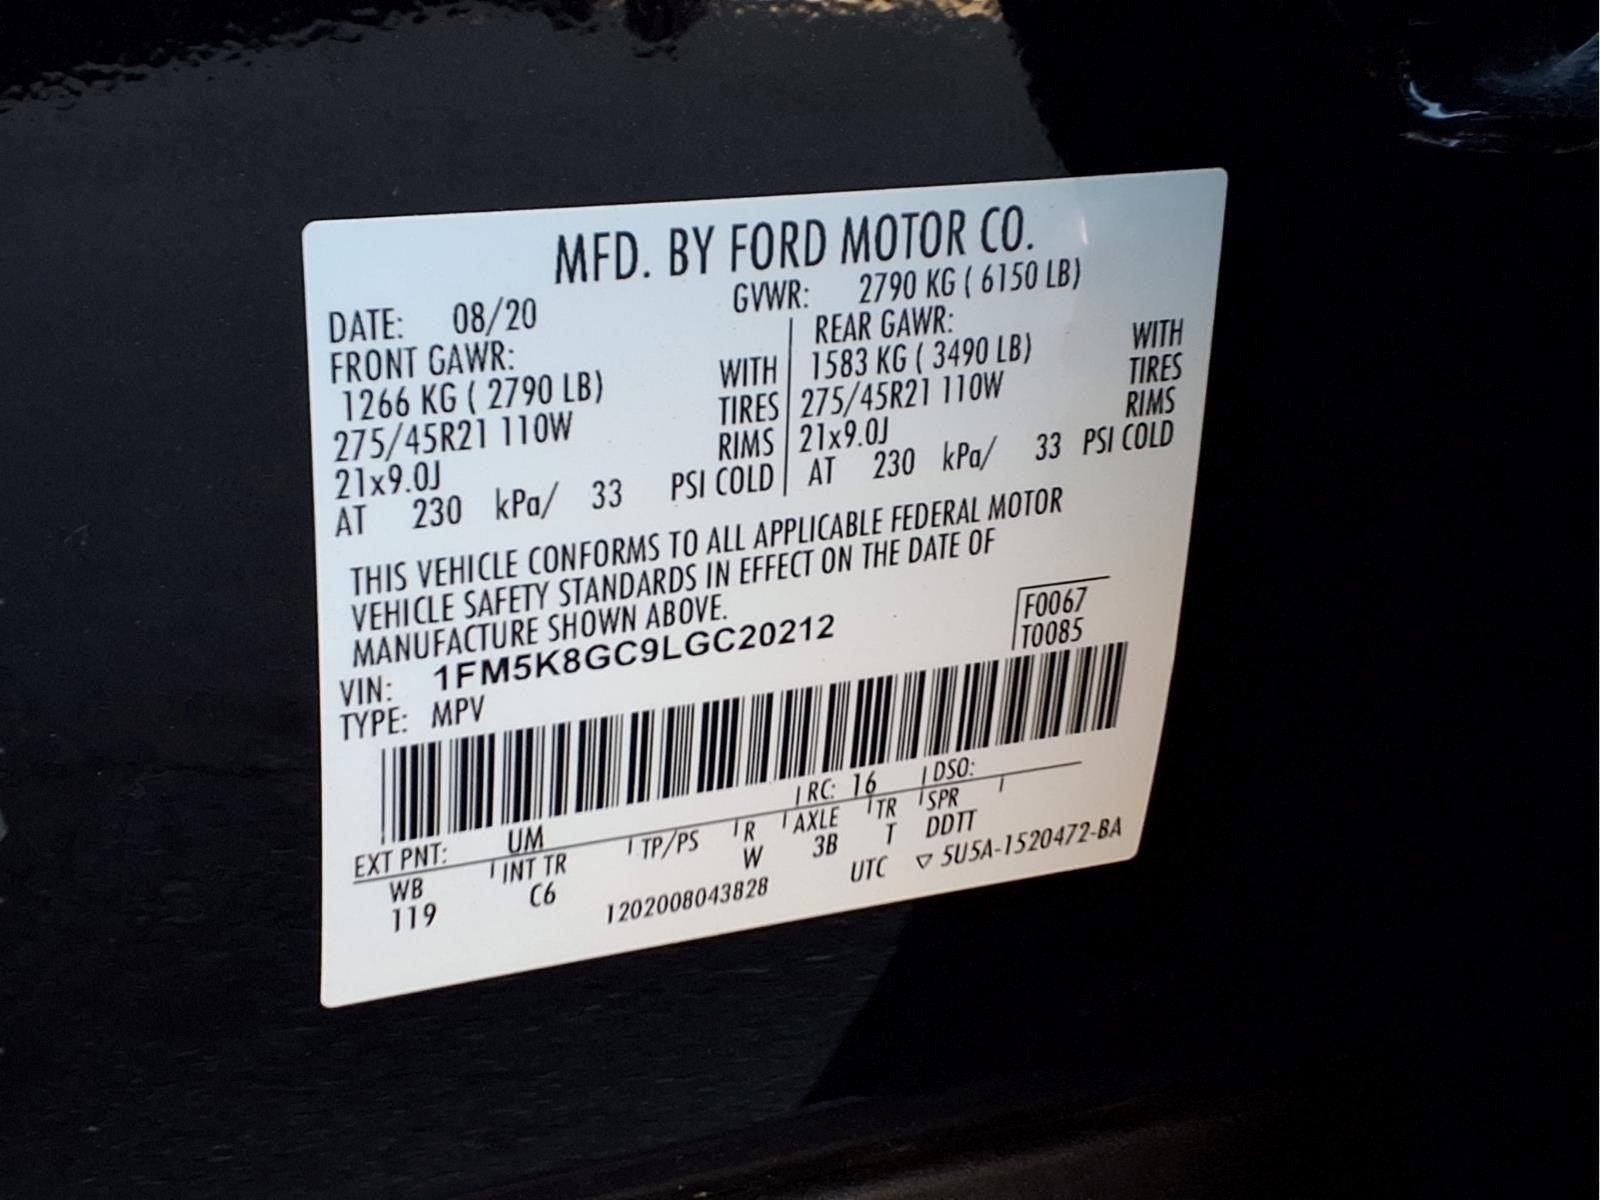 MFD. BY FORD MOTOR CO.
DATE: 08/20 GVWR: 2790 KG ( 6150 LB)
FRONT GAWR: REAR GAWR:
1266 KG ( 2790 LB) WITH 1583 KG ( 3490 LB) WITH
275/45R21 110W TIRES 275/45R21 110W TIRES
21x9.0J RIMS 21x9.0J RIMS
AT 230 kPa/ 33 PSI COLD AT 230 kPa/ 33 PSI COLD
THIS VEHICLE CONFORMS TO ALL APPLICABLE FEDERAL MOTOR
VEHICLE SAFETY STANDARDS IN EFFECT ON THE DATE OF
MANUFACTURE SHOWN ABOVE.
F0067
T0085
VIN: 1FM5K8GC9LGC20212
TYPE: MPV
EXT PNT: UM RC: 16 DSO:
WB INT TR TP/PS R AXLE TR SPR
119 C6 W 3B T DDTT
1202008043828 UTC ▽ 5U5A-1520472-BA